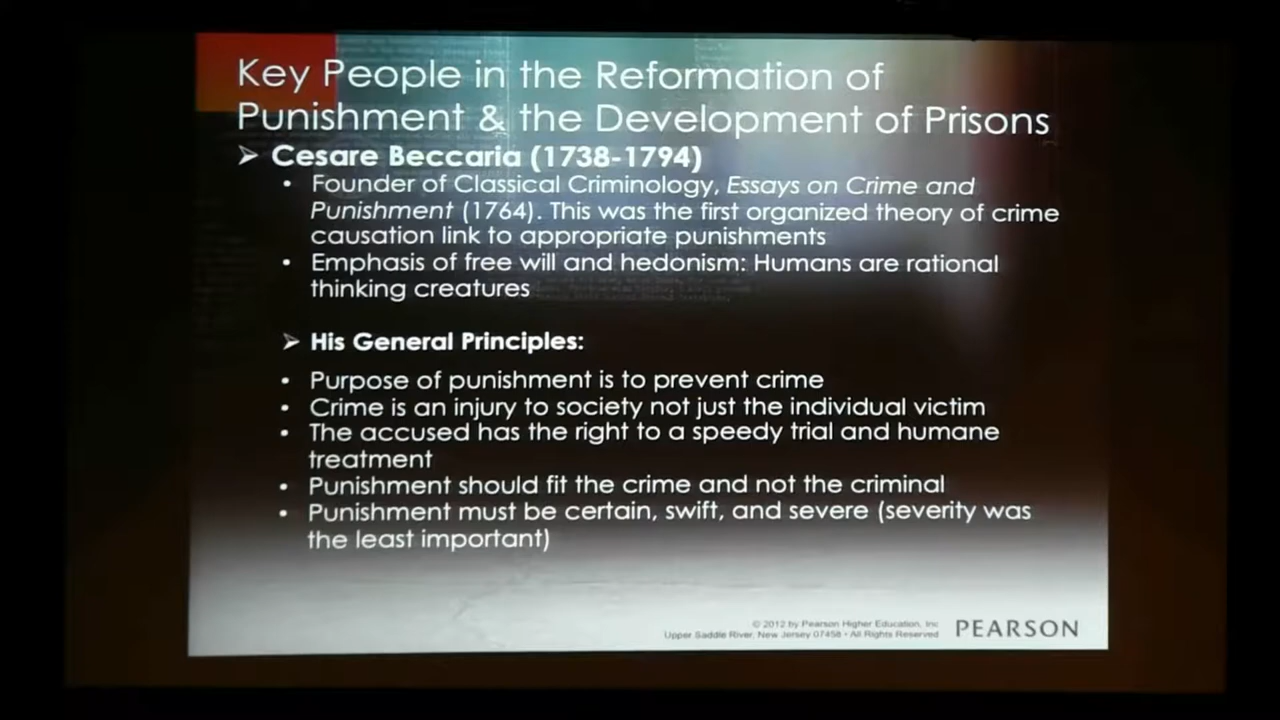 Key People in the Reformation of
Punishment & the Development of Prisons
➤ Cesare Beccaria (1738-1794)
• Founder of Classical Criminology, Essays on Crime and
Punishment (1764). This was the first organized theory of crime
causation link to appropriate punishments
• Emphasis of free will and hedonism: Humans are rational
thinking creatures
➤ His General Principles:
• Purpose of punishment is to prevent crime
• Crime is an injury to society not just the individual victim
• The accused has the right to a speedy trial and humane
treatment
• Punishment should fit the crime and not the criminal
• Punishment must be certain, swift, and severe (severity was
the least important)
© 2012 by Pearson Higher Education, Inc
Upper Saddle River, New Jersey 07458 • All Rights Reserved
PEARSON